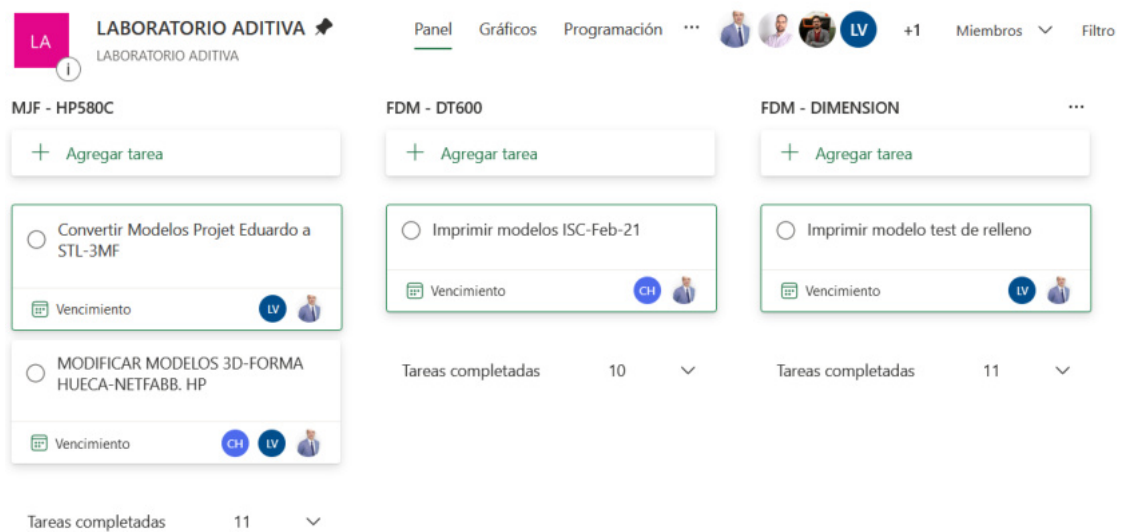 LA
LABORATORIO ADITIVA
LABORATORIO ADITIVA
i
Panel Gráficos Programación ... LV +1 Miembros Filtro
MJF - HP580C
Agregar tarea
Convertir Modelos Projet Eduardo a
STL-3MF
Vencimiento LV
MODIFICAR MODELOS 3D-FORMA
HUECA-NETFABB. HP
Vencimiento CH LV
Tareas completadas 11
FDM - DT600
Agregar tarea
Imprimir modelos ISC-Feb-21
Vencimiento CH
Tareas completadas 10
FDM - DIMENSION ...
Agregar tarea
Imprimir modelo test de relleno
Vencimiento LV
Tareas completadas 11